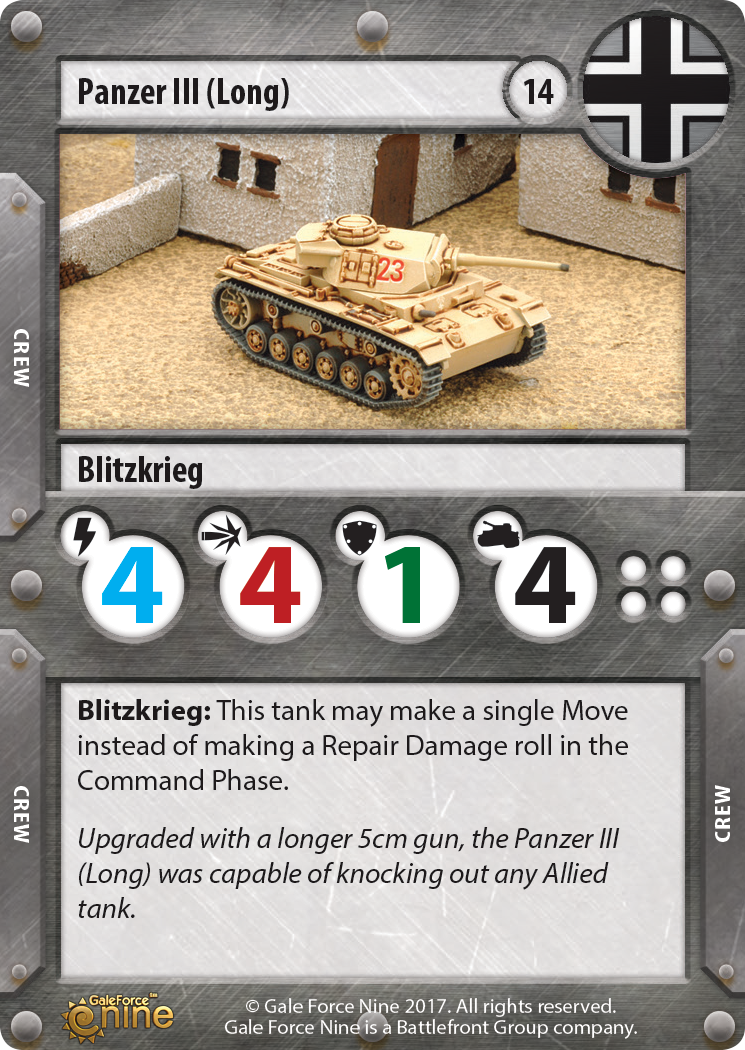 Panzer III (Long)
14
23
CREW
Blitzkrieg
4 4 1 4
Blitzkrieg: This tank may make a single Move
instead of making a Repair Damage roll in the
Command Phase.
Upgraded with a longer 5cm gun, the Panzer III
(Long) was capable of knocking out any Allied
tank.
CREW
CREW
GaleForce
nine
© Gale Force Nine 2017. All rights reserved.
Gale Force Nine is a Battlefront Group company.